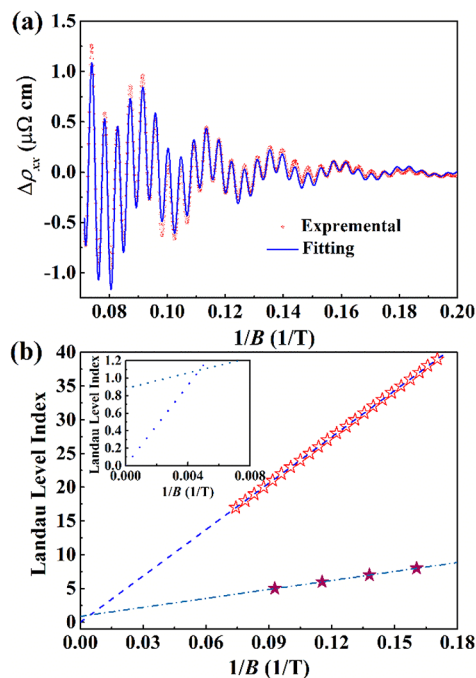 (a)
1.5
1.0
0.5
0.0
-0.5
-1.0
Δρxx (μΩ cm)
Expremental
Fitting
0.08 0.10 0.12 0.14 0.16 0.18 0.20
1/B (1/T)
(b)
40
35
30
25
20
15
10
5
0
Landau Level Index
1.2
1.0
0.8
0.6
0.4
0.2
0.0
Landau Level Index
0.000 0.004 0.008
1/B (1/T)
0.00 0.03 0.06 0.09 0.12 0.15 0.18
1/B (1/T)